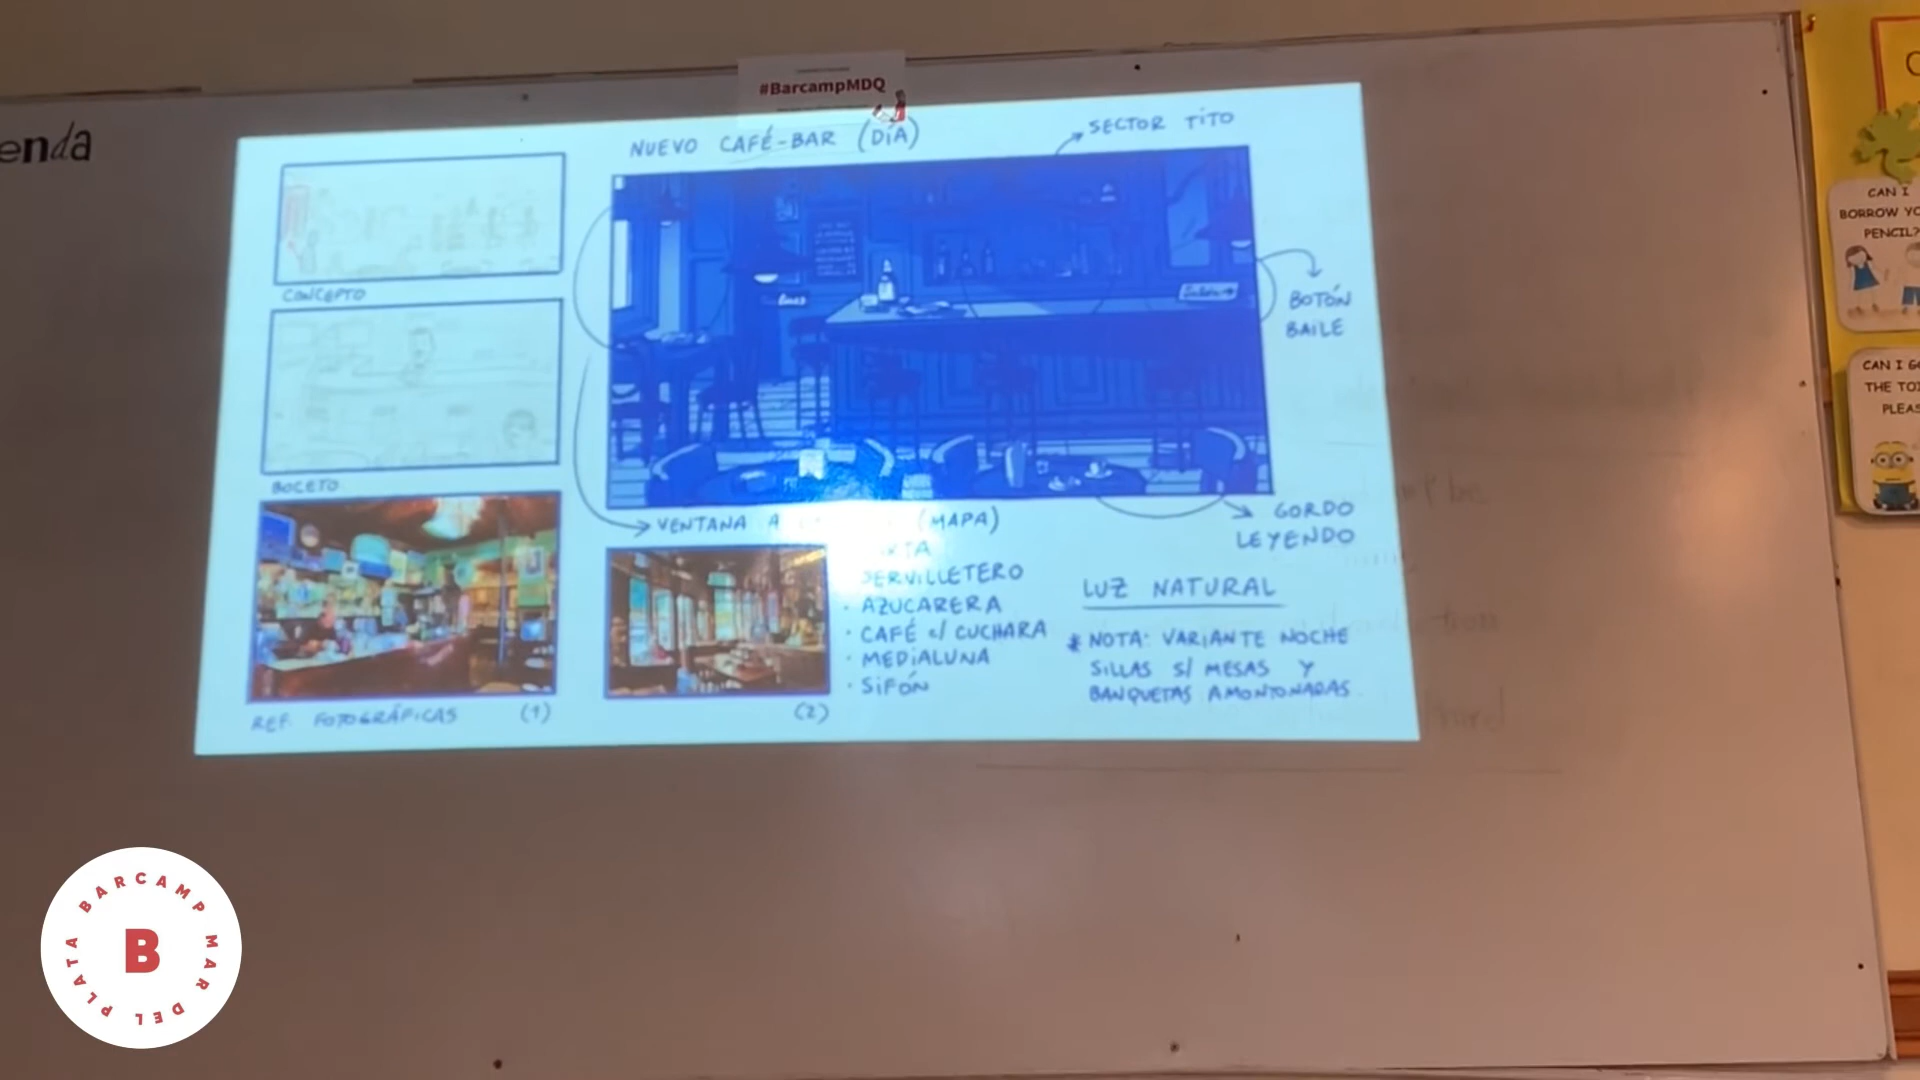 #BarcampMDQ
enda
NUEVO CAFÉ-BAR (DÍA)
SECTOR TITO
CONCEPTO
BOTÓN
BAILE
BOCETO
VENTANA A (MAPA)
GORDO
LEYENDO
SERVILLETERO
· AZUCARERA
· CAFÉ c/ CUCHARA
· MEDIALUNA
· SIFÓN
LUZ NATURAL
* NOTA: VARIANTE NOCHE
SILLAS S/ MESAS Y
BANQUETAS AMONTONADAS
REF. FOTOGRÁFICAS (1)
(2)
CAN I
BORROW YO
PENCIL?
CAN I G
THE TO
PLEAS
BARCAMP MAR DEL PLATA
B